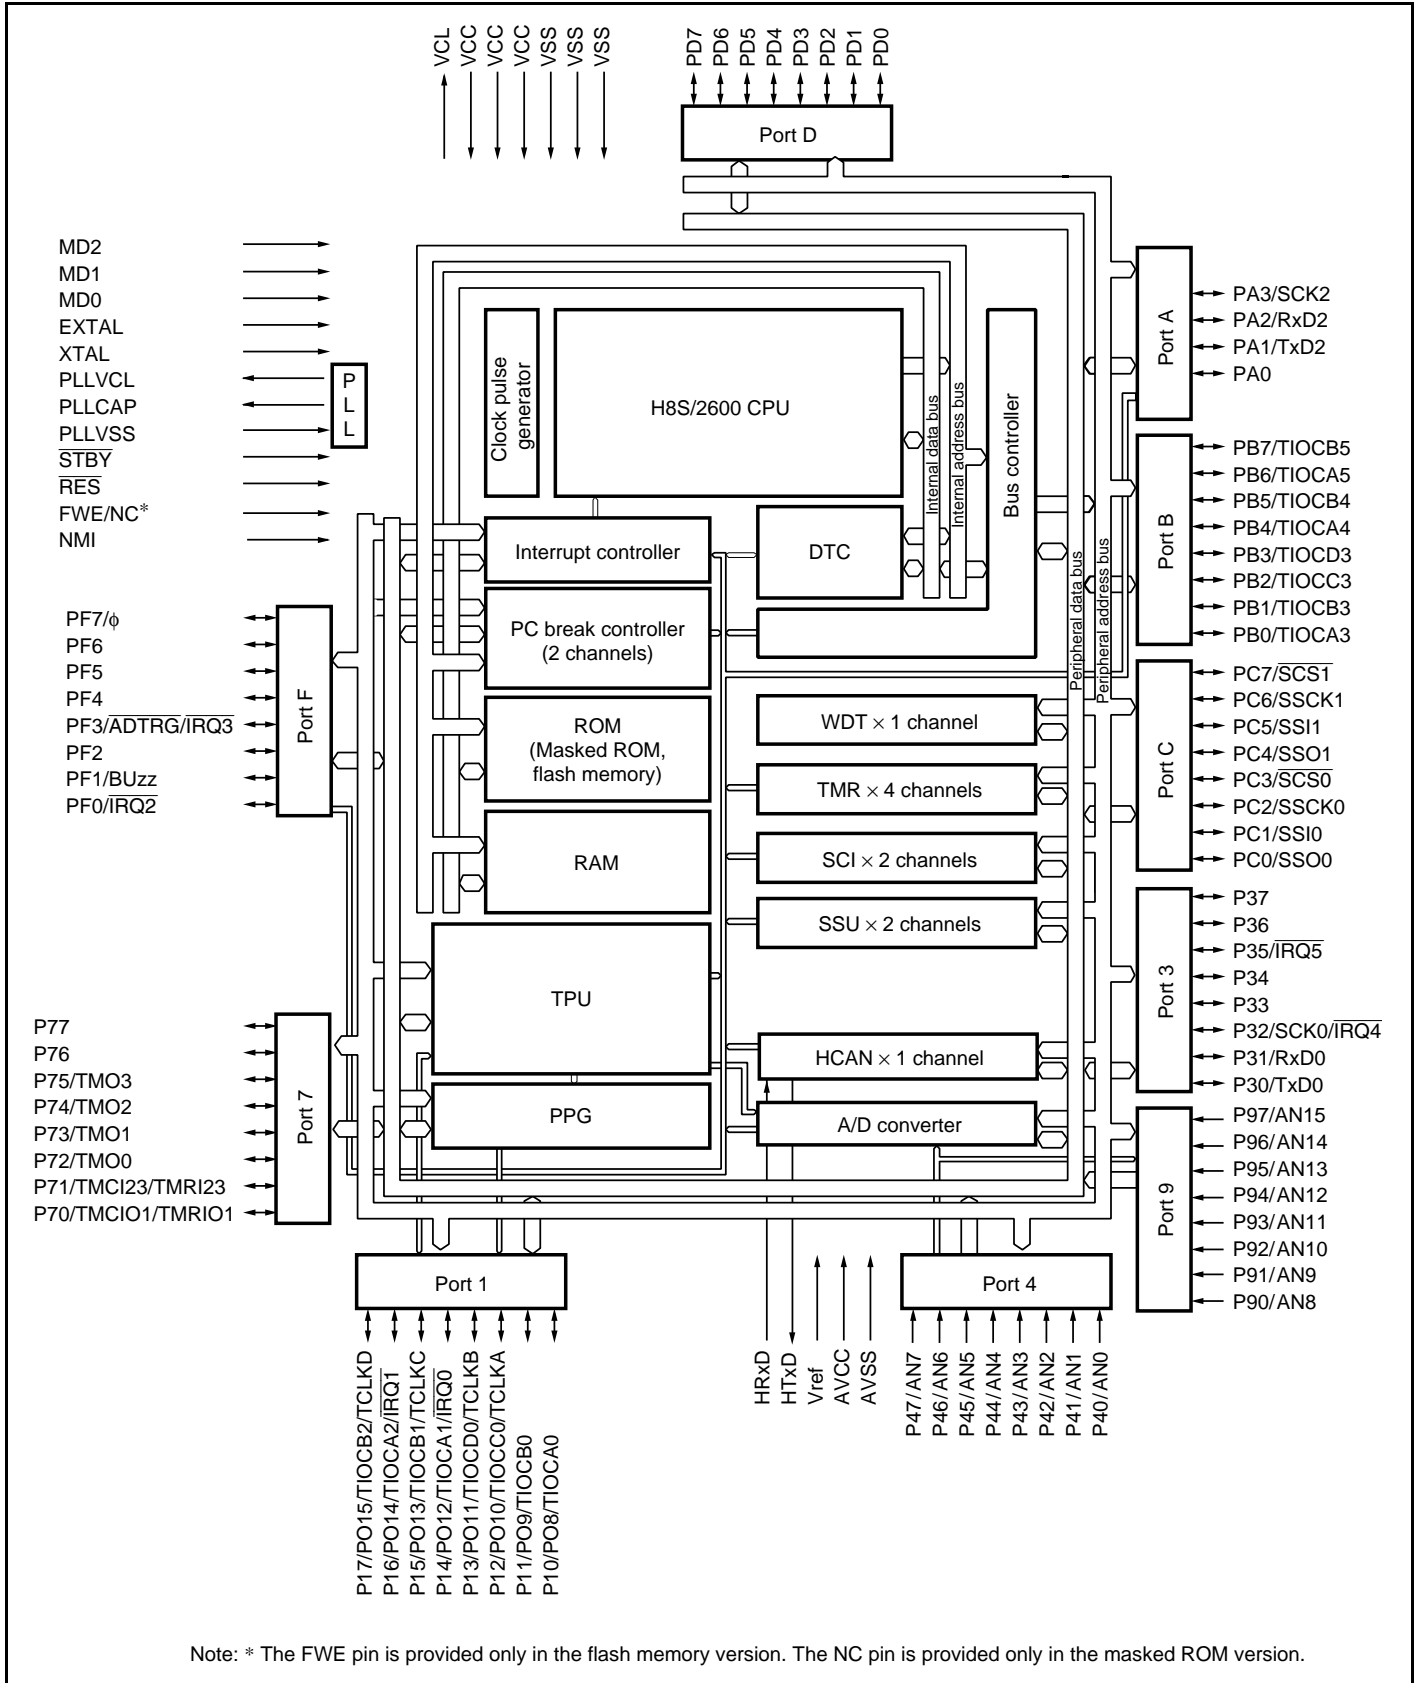 VCL
VCC
VCC
VCC
VSS
VSS
VSS
PD7
PD6
PD5
PD4
PD3
PD2
PD1
PD0
Port D
MD2
MD1
MD0
EXTAL
XTAL
PLLVCL
PLLCAP
PLLVSS
STBY
RES
FWE/NC*
NMI
PLL
Clock pulse
generator
H8S/2600 CPU
Internal data bus
Internal address bus
Bus controller
Peripheral data bus
Peripheral address bus
Port A
PA3/SCK2
PA2/RxD2
PA1/TxD2
PA0
Interrupt controller
DTC
PC break controller
(2 channels)
ROM
(Masked ROM,
flash memory)
RAM
TPU
PPG
WDT × 1 channel
TMR × 4 channels
SCI × 2 channels
SSU × 2 channels
HCAN × 1 channel
A/D converter
Port B
PB7/TIOCB5
PB6/TIOCA5
PB5/TIOCB4
PB4/TIOCA4
PB3/TIOCD3
PB2/TIOCC3
PB1/TIOCB3
PB0/TIOCA3
Port C
PC7/SCS1
PC6/SSCK1
PC5/SSI1
PC4/SSO1
PC3/SCS0
PC2/SSCK0
PC1/SSI0
PC0/SSO0
Port 3
P37
P36
P35/IRQ5
P34
P33
P32/SCK0/IRQ4
P31/RxD0
P30/TxD0
Port 9
P97/AN15
P96/AN14
P95/AN13
P94/AN12
P93/AN11
P92/AN10
P91/AN9
P90/AN8
PF7/ϕ
PF6
PF5
PF4
PF3/ADTRG/IRQ3
PF2
PF1/BUzz
PF0/IRQ2
Port F
P77
P76
P75/TMO3
P74/TMO2
P73/TMO1
P72/TMO0
P71/TMCI23/TMRI23
P70/TMCIO1/TMRIO1
Port 7
Port 1
P17/PO15/TIOCB2/TCLKD
P16/PO14/TIOCA2/IRQ1
P15/PO13/TIOCB1/TCLKC
P14/PO12/TIOCA1/IRQ0
P13/PO11/TIOCD0/TCLKB
P12/PO10/TIOCC0/TCLKA
P11/PO9/TIOCB0
P10/PO8/TIOCA0
HRxD
HTxD
Vref
AVCC
AVSS
Port 4
P47/AN7
P46/AN6
P45/AN5
P44/AN4
P43/AN3
P42/AN2
P41/AN1
P40/AN0
Note: * The FWE pin is provided only in the flash memory version. The NC pin is provided only in the masked ROM version.